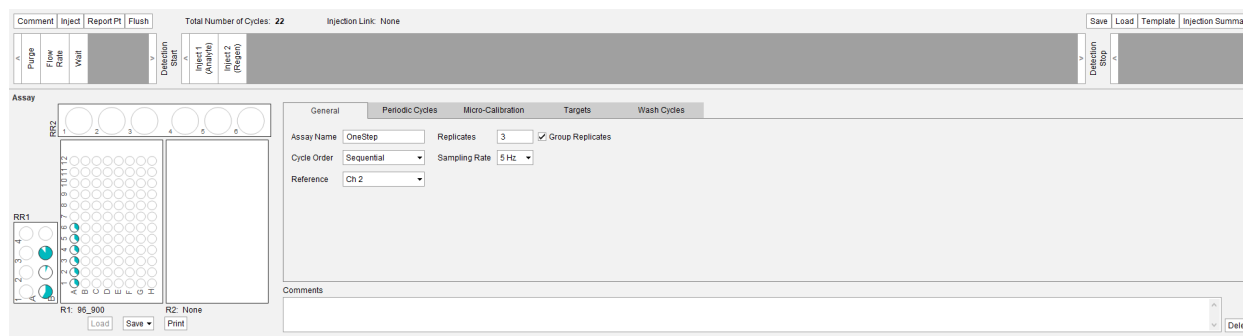 Comment Inject Report Pt Flush Total Number of Cycles: 22 Injection Link: None Save Load Template Injection Summa
< Purge Flow Rate Wait > Detection Start < Inject 1 (Analyte) Inject 2 (Regen) > Detection Stop <
Assay
RR2
1 2 3 4 5 6
General Periodic Cycles Micro-Calibration Targets Wash Cycles
Assay Name OneStep Replicates 3 Group Replicates
Cycle Order Sequential Sampling Rate 5 Hz
Reference Ch 2
12
11
10
9
8
7
6
5
4
3
2
1
A B C D E F G H
RR1
4
3
2
1
A B
R1: 96_900 R2: None
Load Save Print
Comments
Dele